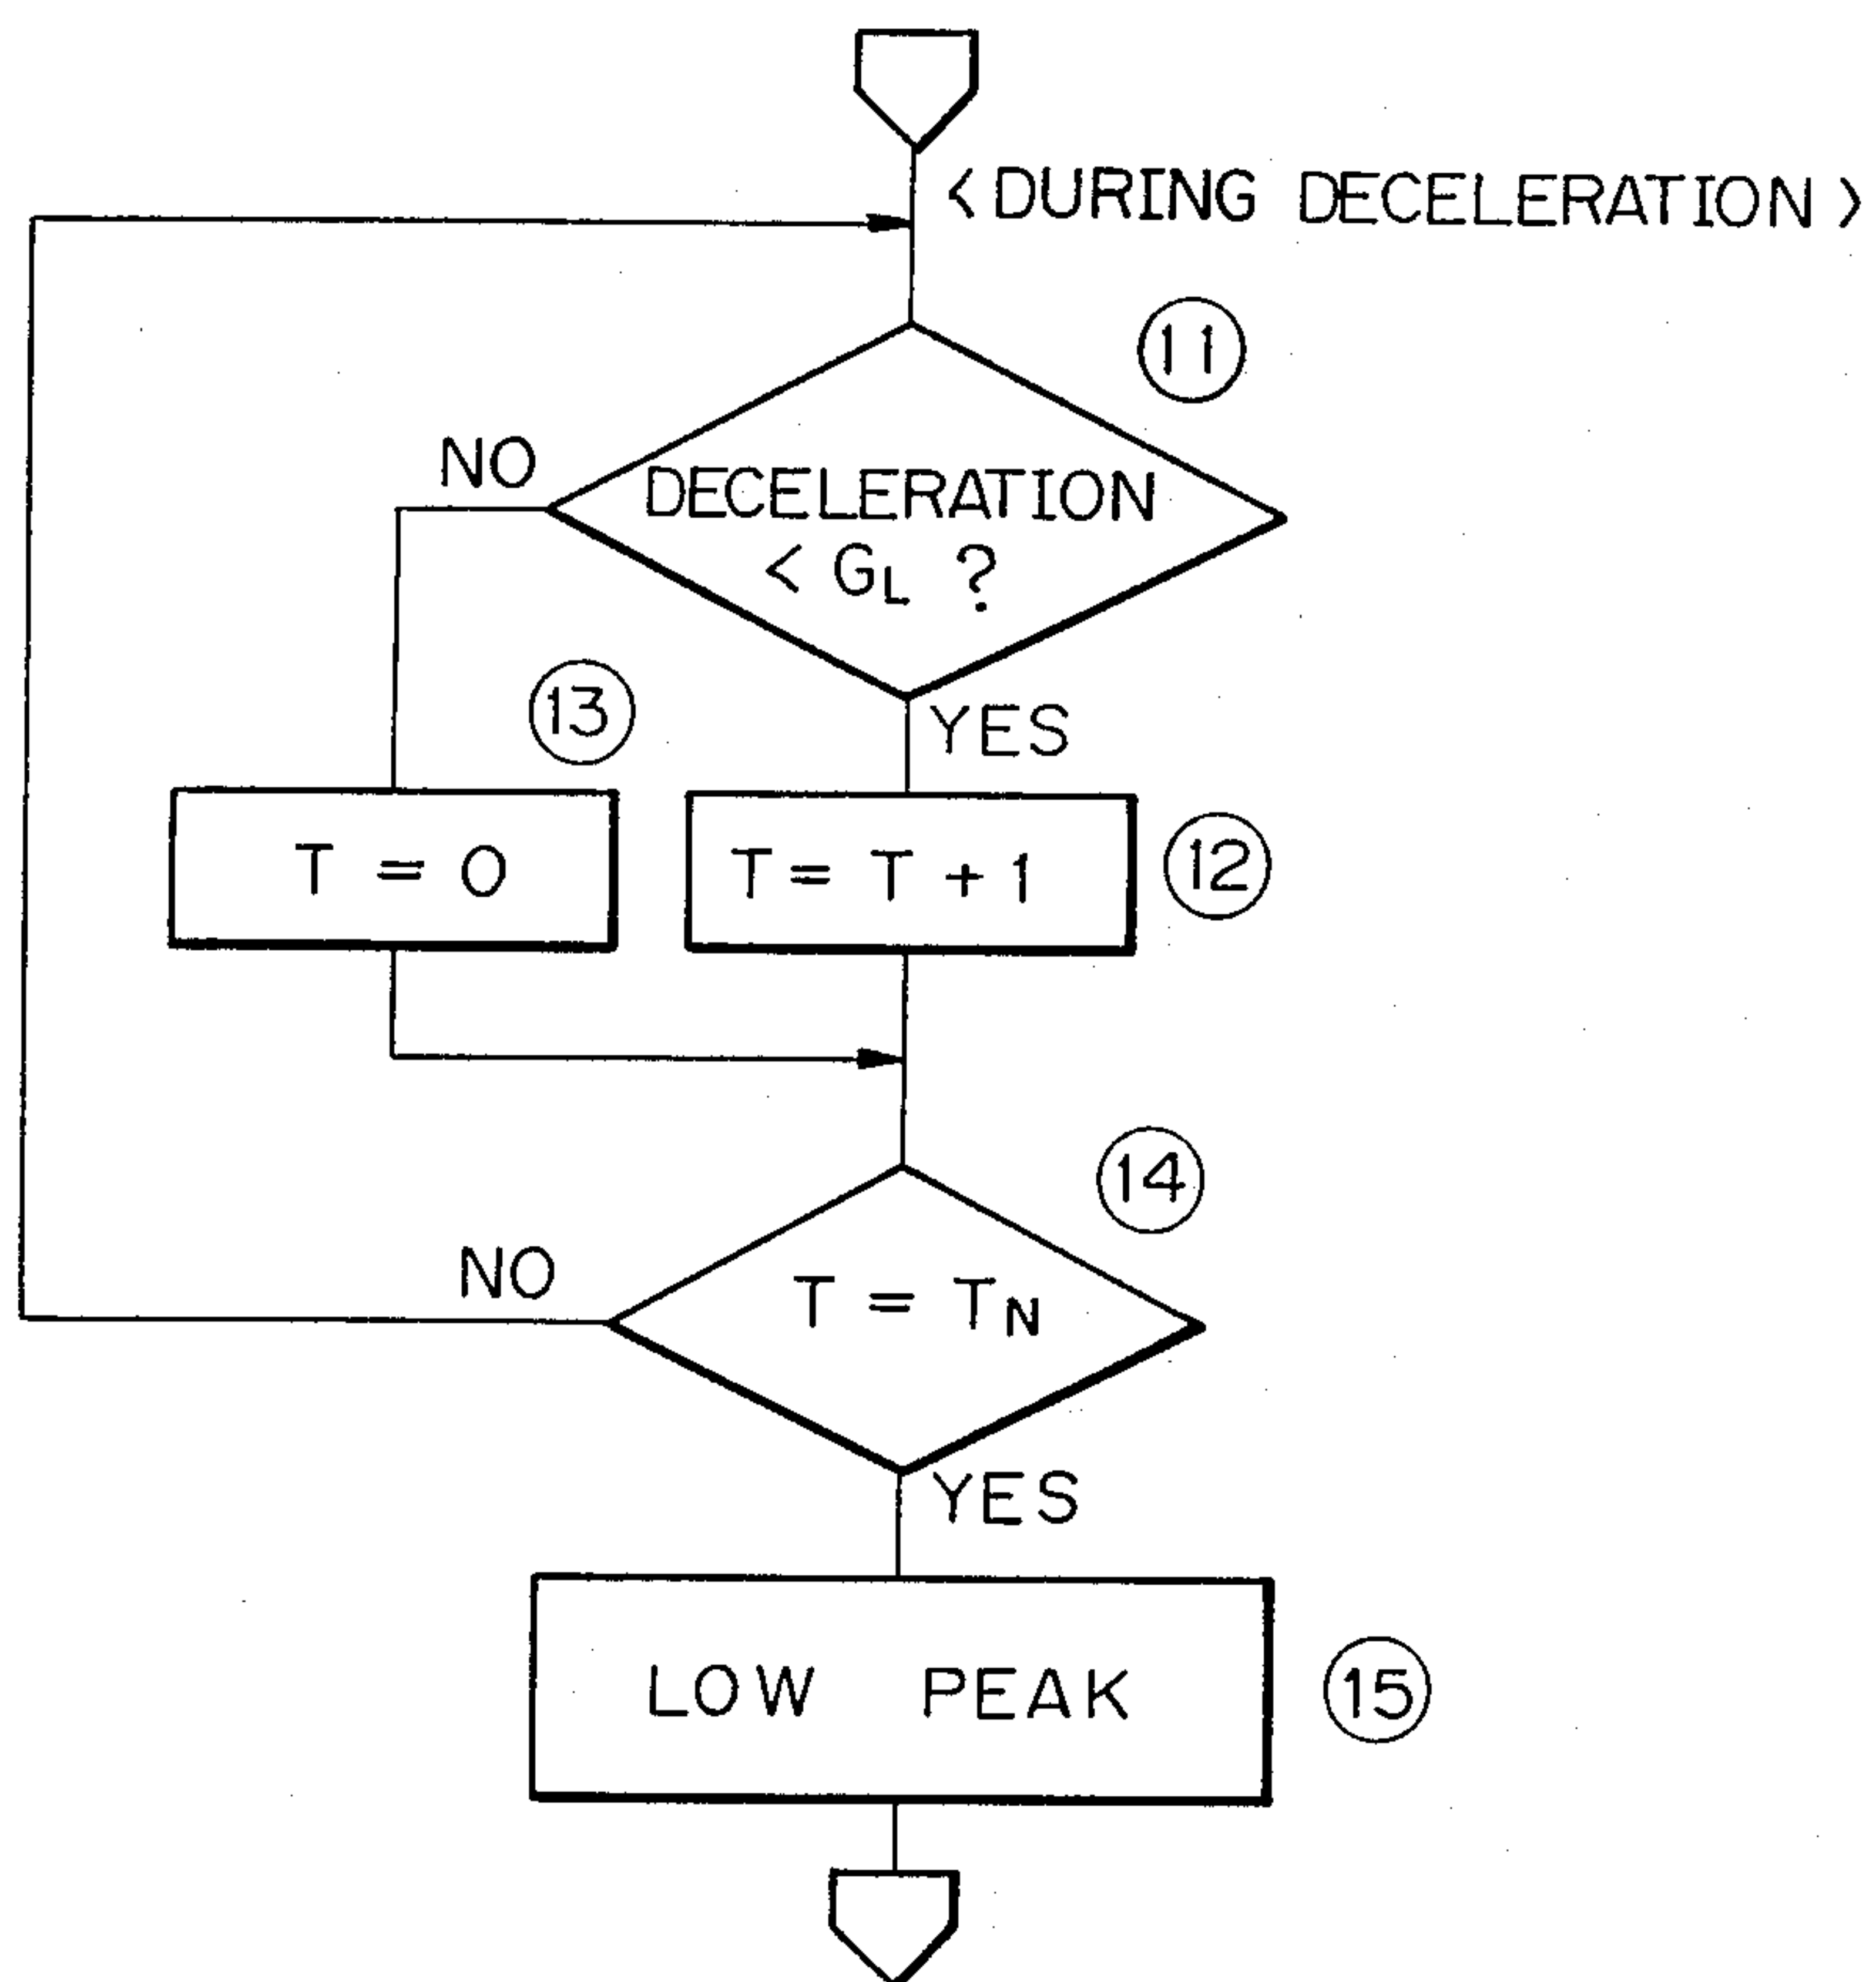 < DURING DECELERATION >
11
NO
DECELERATION
< GL ?
13
YES
T = 0
T = T + 1
12
14
NO
T = TN
YES
LOW PEAK
15